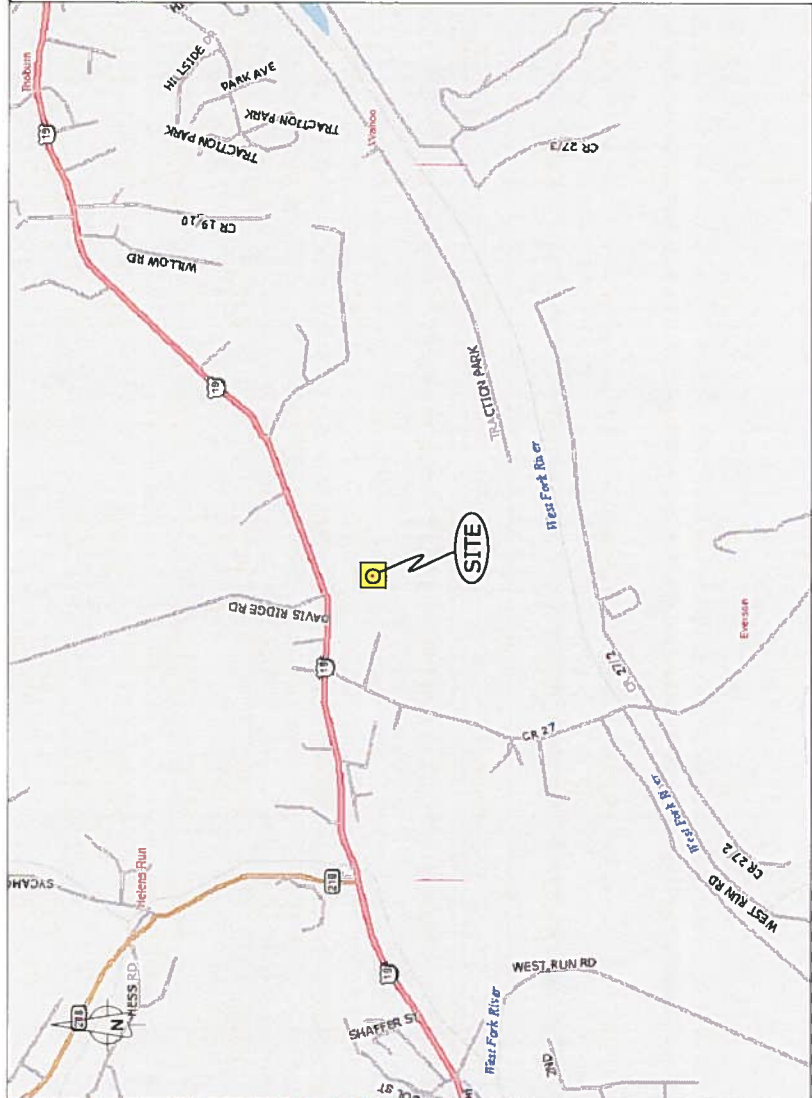 Thoburn
19
HILLSIDE DR
PARK AVE
TRACTION PARK
TRACTION PARK
CR 19/10
WILLOW RD
CR 27/3
19
TRACTION PARK
West Fork River
SITE
DAVIS RIDGE RD
19
Everson
CR 27/2
CR 27
West Fork River
CR 27/2
WEST RUN RD
Helens Run
218
218
HESS RD
N
19
SHAFFER ST
WEST RUN RD
West Fork River
2ND